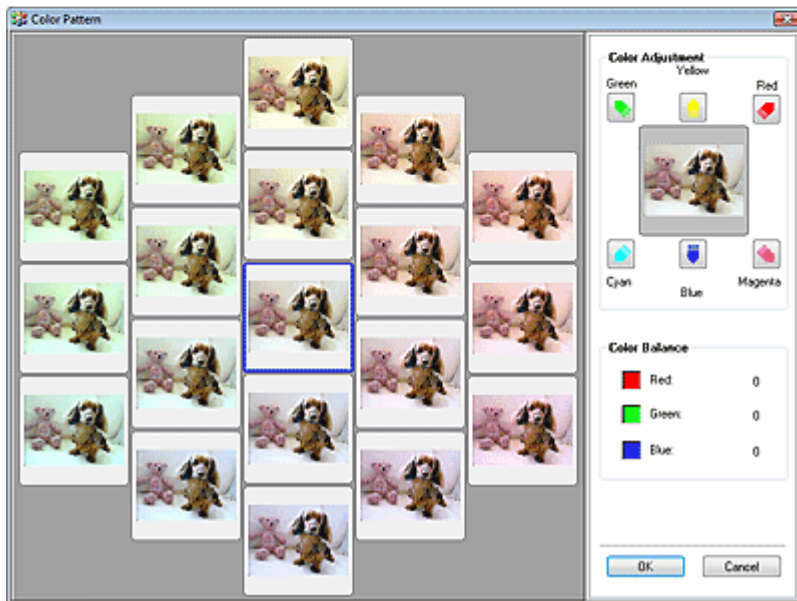 Color Pattern
Color Adjustment
Yellow
Green
Red
Cyan
Blue
Magenta
Color Balance
Red: 0
Green: 0
Blue: 0
OK
Cancel